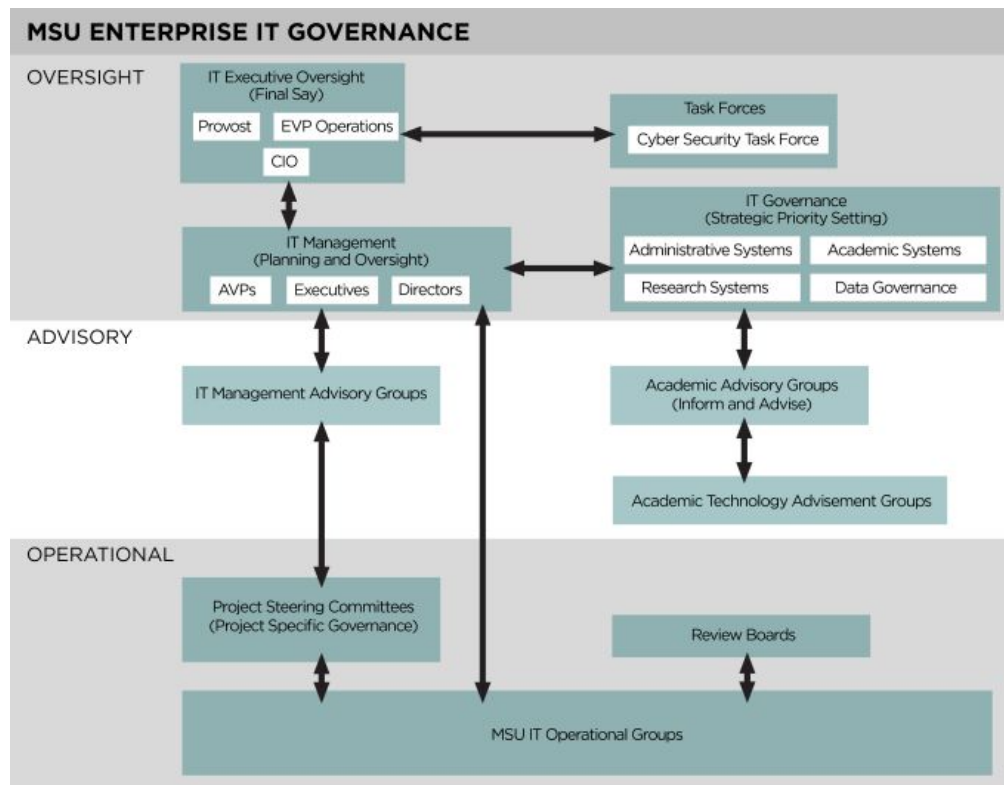 MSU ENTERPRISE IT GOVERNANCE
OVERSIGHT
IT Executive Oversight
(Final Say)
Provost
EVP Operations
CIO
Task Forces
Cyber Security Task Force
IT Management
(Planning and Oversight)
AVPs
Executives
Directors
IT Governance
(Strategic Priority Setting)
Administrative Systems
Academic Systems
Research Systems
Data Governance
ADVISORY
IT Management Advisory Groups
Academic Advisory Groups
(Inform and Advise)
Academic Technology Advisement Groups
OPERATIONAL
Project Steering Committees
(Project Specific Governance)
Review Boards
MSU IT Operational Groups